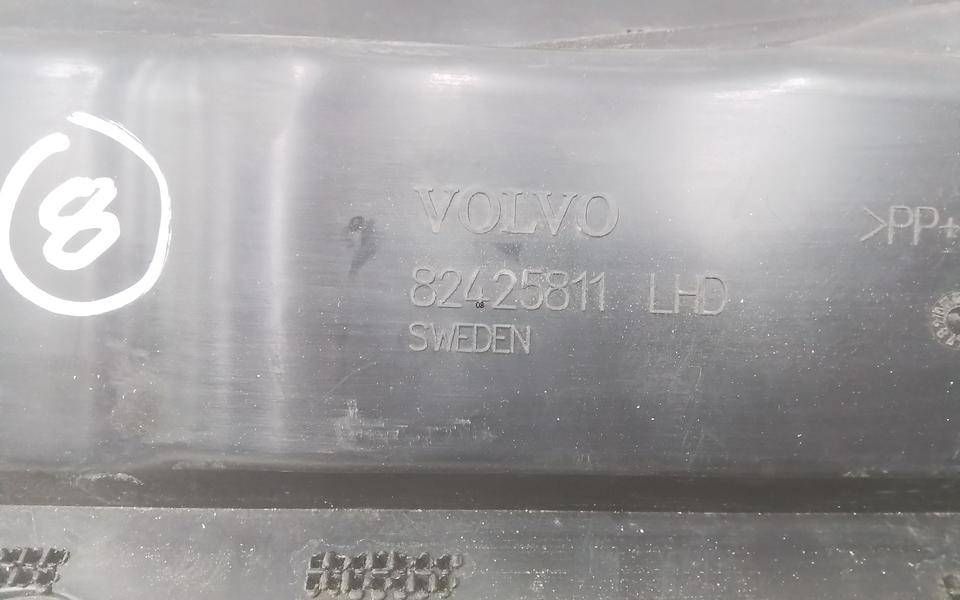 8
VOLVO
82425811 LHD
SWEDEN
>PP+